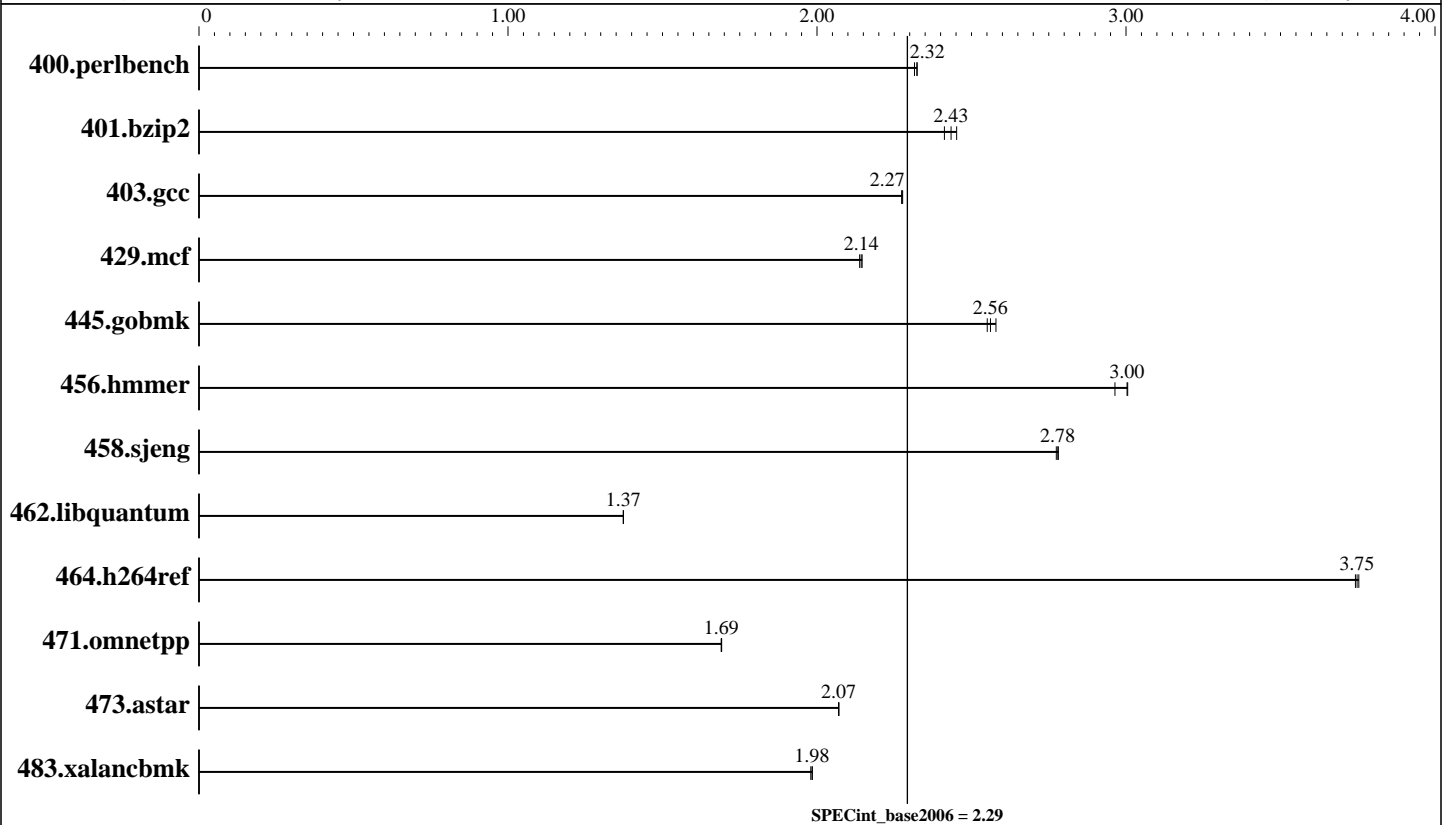 0 1.00 2.00 3.00 4.00
400.perlbench 2.32
401.bzip2 2.43
403.gcc 2.27
429.mcf 2.14
445.gobmk 2.56
456.hmmer 3.00
458.sjeng 2.78
462.libquantum 1.37
464.h264ref 3.75
471.omnetpp 1.69
473.astar 2.07
483.xalancbmk 1.98
SPECint_base2006 = 2.29